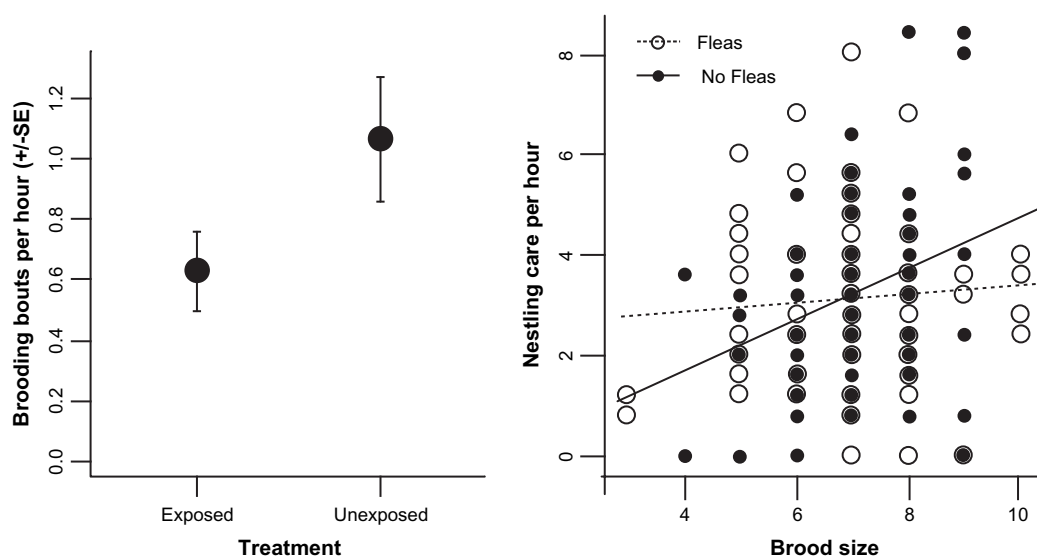 Brooding bouts per hour (+/-SE)
1.2
1.0
0.8
0.6
0.4
0.2
0.0
Exposed
Unexposed
Treatment
Nestling care per hour
8
6
4
2
0
Fleas
No Fleas
4
6
8
10
Brood size